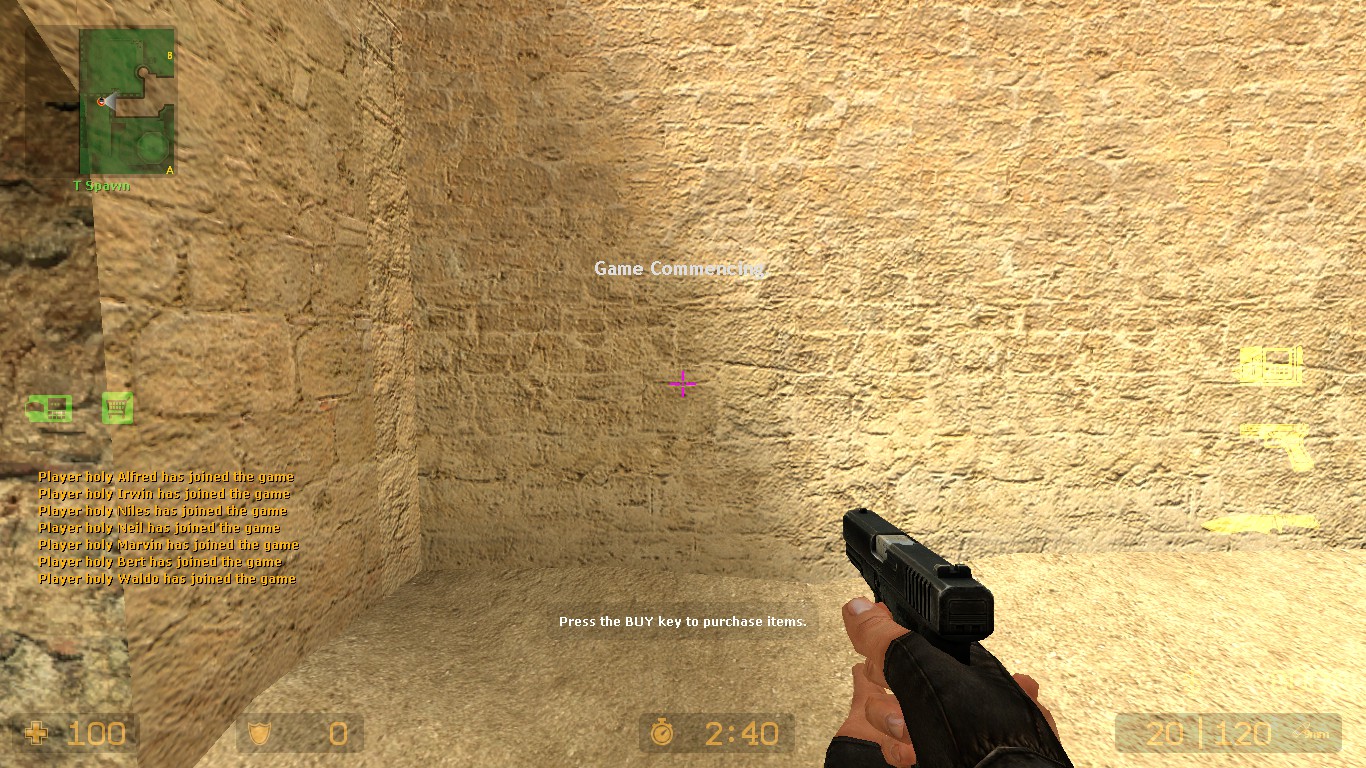 B
A
T Spawn
Game Commencing
Player holy Alfred has joined the game
Player holy Irwin has joined the game
Player holy Niles has joined the game
Player holy Neil has joined the game
Player holy Marvin has joined the game
Player holy Bert has joined the game
Player holy Waldo has joined the game
Press the BUY key to purchase items.
100
0
2:40
20 | 120
9mm